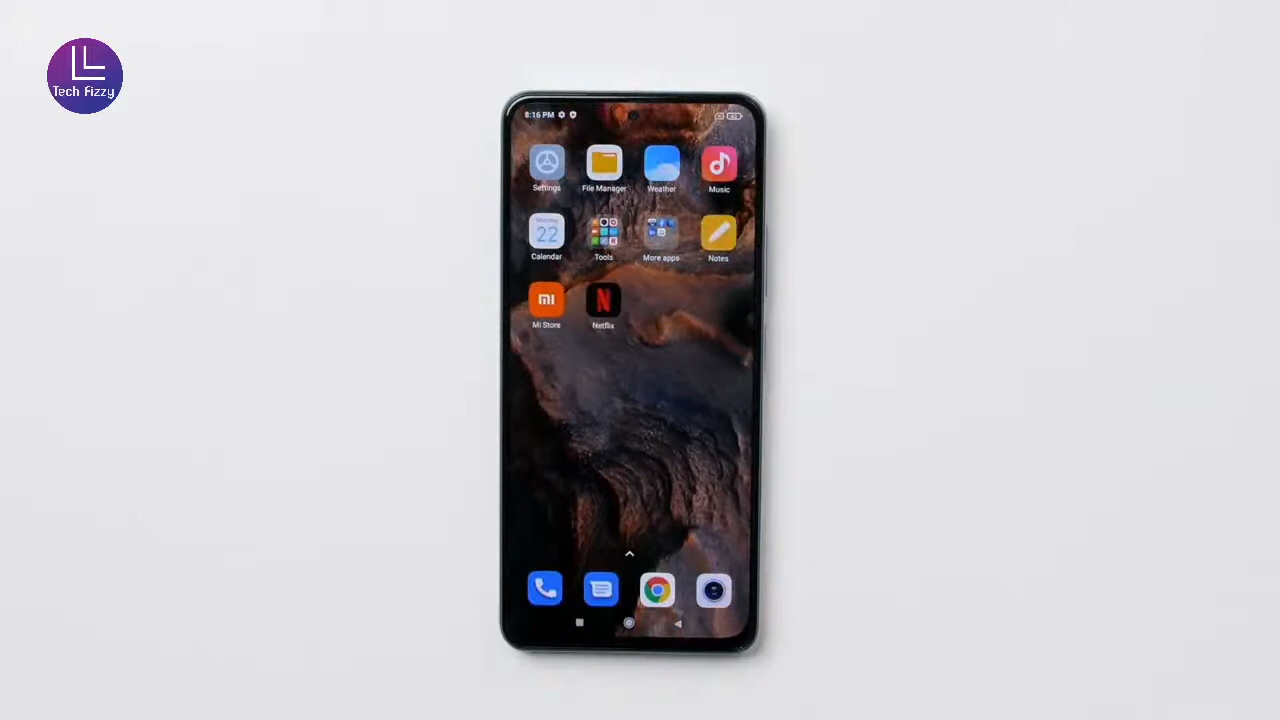 Tech Fizzy
8:16 PM
Settings
File Manager
Weather
Music
Monday
22
Calendar
Tools
More apps
Notes
mi
Mi Store
N
Netflix